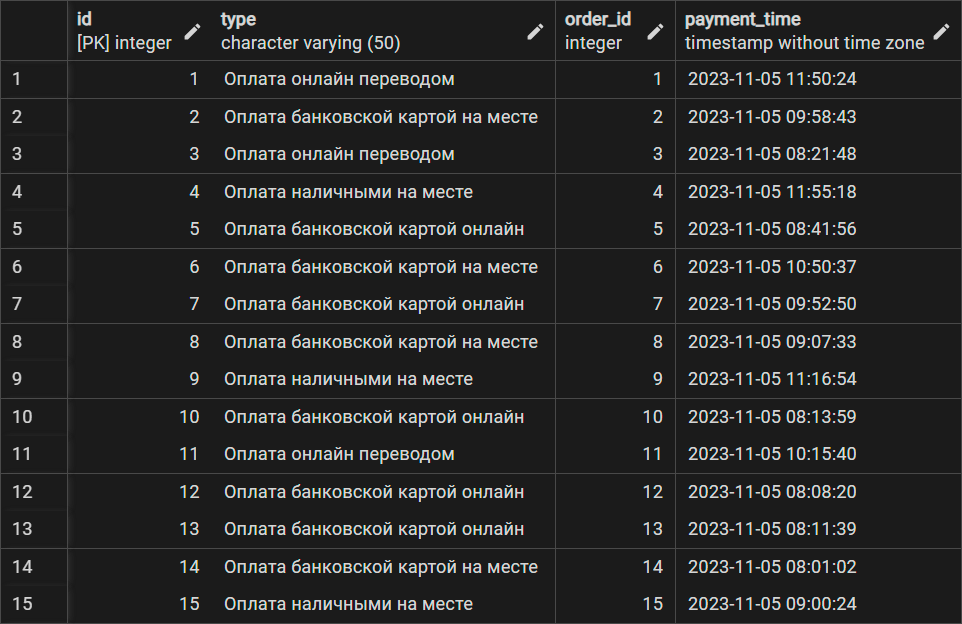 id type order_id payment_time
[PK] integer character varying (50) integer timestamp without time zone
1 1 Оплата онлайн переводом 1 2023-11-05 11:50:24
2 2 Оплата банковской картой на месте 2 2023-11-05 09:58:43
3 3 Оплата онлайн переводом 3 2023-11-05 08:21:48
4 4 Оплата наличными на месте 4 2023-11-05 11:55:18
5 5 Оплата банковской картой онлайн 5 2023-11-05 08:41:56
6 6 Оплата банковской картой на месте 6 2023-11-05 10:50:37
7 7 Оплата банковской картой онлайн 7 2023-11-05 09:52:50
8 8 Оплата банковской картой на месте 8 2023-11-05 09:07:33
9 9 Оплата наличными на месте 9 2023-11-05 11:16:54
10 10 Оплата банковской картой онлайн 10 2023-11-05 08:13:59
11 11 Оплата онлайн переводом 11 2023-11-05 10:15:40
12 12 Оплата банковской картой онлайн 12 2023-11-05 08:08:20
13 13 Оплата банковской картой онлайн 13 2023-11-05 08:11:39
14 14 Оплата банковской картой на месте 14 2023-11-05 08:01:02
15 15 Оплата наличными на месте 15 2023-11-05 09:00:24